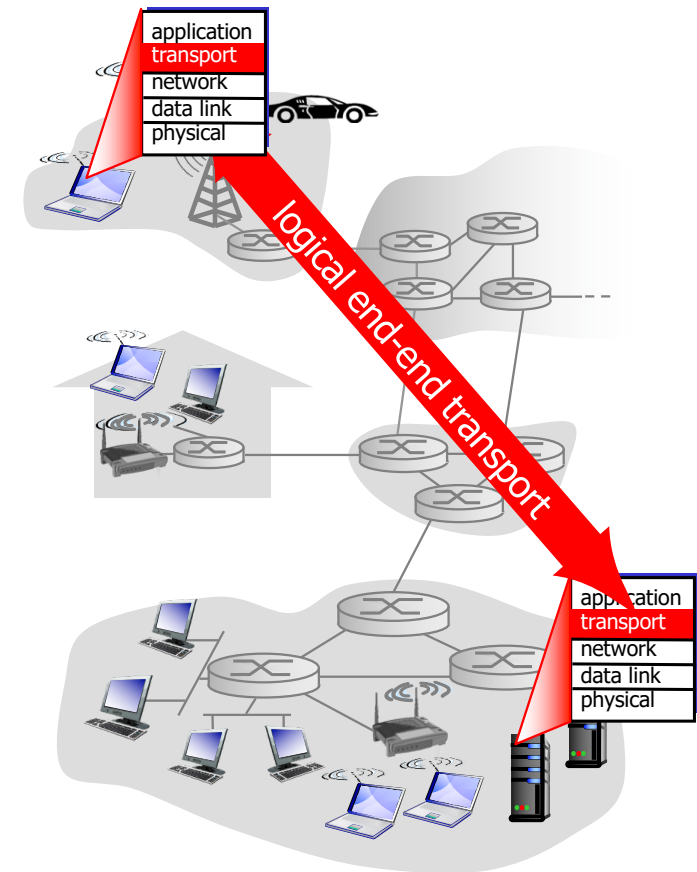 application
transport
network
data link
physical
logical end-end transport
application
transport
network
data link
physical